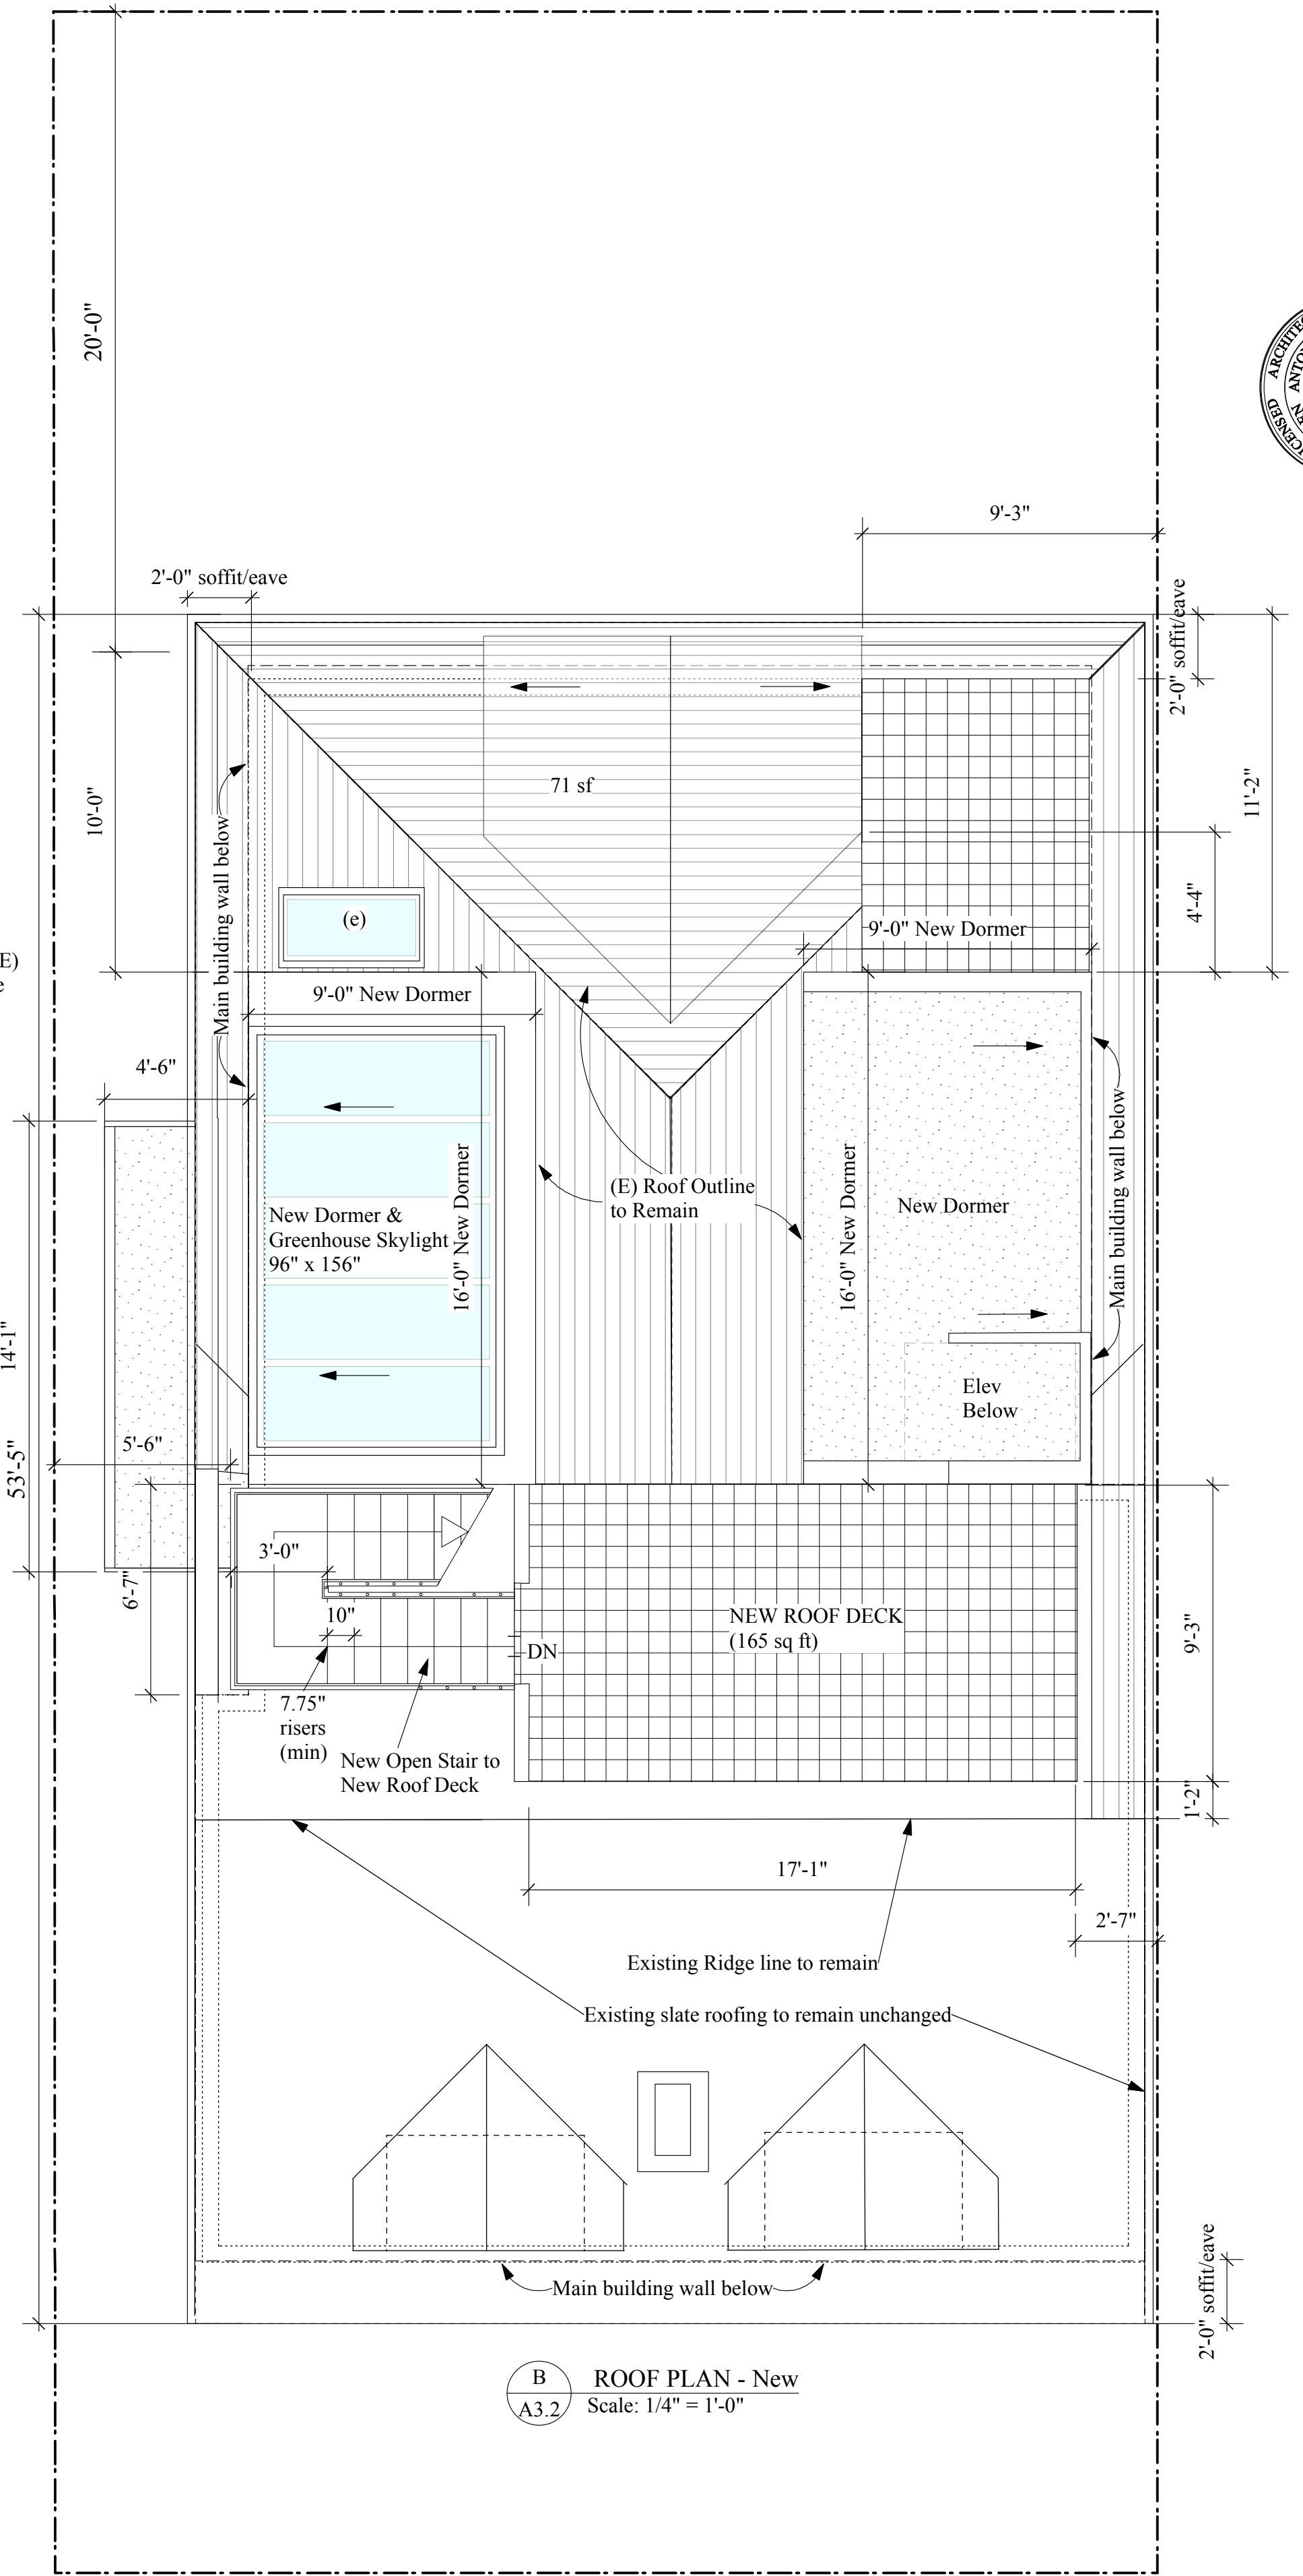 20'-0"
ARCHITE
LICENSED
ANTO
EN
9'-3"
2'-0" soffit/eave
2'-0" soffit/eave
11'-2"
10'-0"
71 sf
Main building wall below
(e)
4'-4"
9'-0" New Dormer
E)
e
9'-0" New Dormer
4'-6"
Main building wall below
16'-0" New Dormer
16'-0" New Dormer
(E) Roof Outline
to Remain
New Dormer
New Dormer &
Greenhouse Skylight
96" x 156"
14'-1"
53'-5"
Elev
Below
5'-6"
3'-0"
6'-7"
10"
NEW ROOF DECK
(165 sq ft)
DN
9'-3"
7.75"
risers
(min)
New Open Stair to
New Roof Deck
1'-2"
17'-1"
2'-7"
Existing Ridge line to remain
Existing slate roofing to remain unchanged
Main building wall below
2'-0" soffit/eave
B
A3.2
ROOF PLAN - New
Scale: 1/4" = 1'-0"